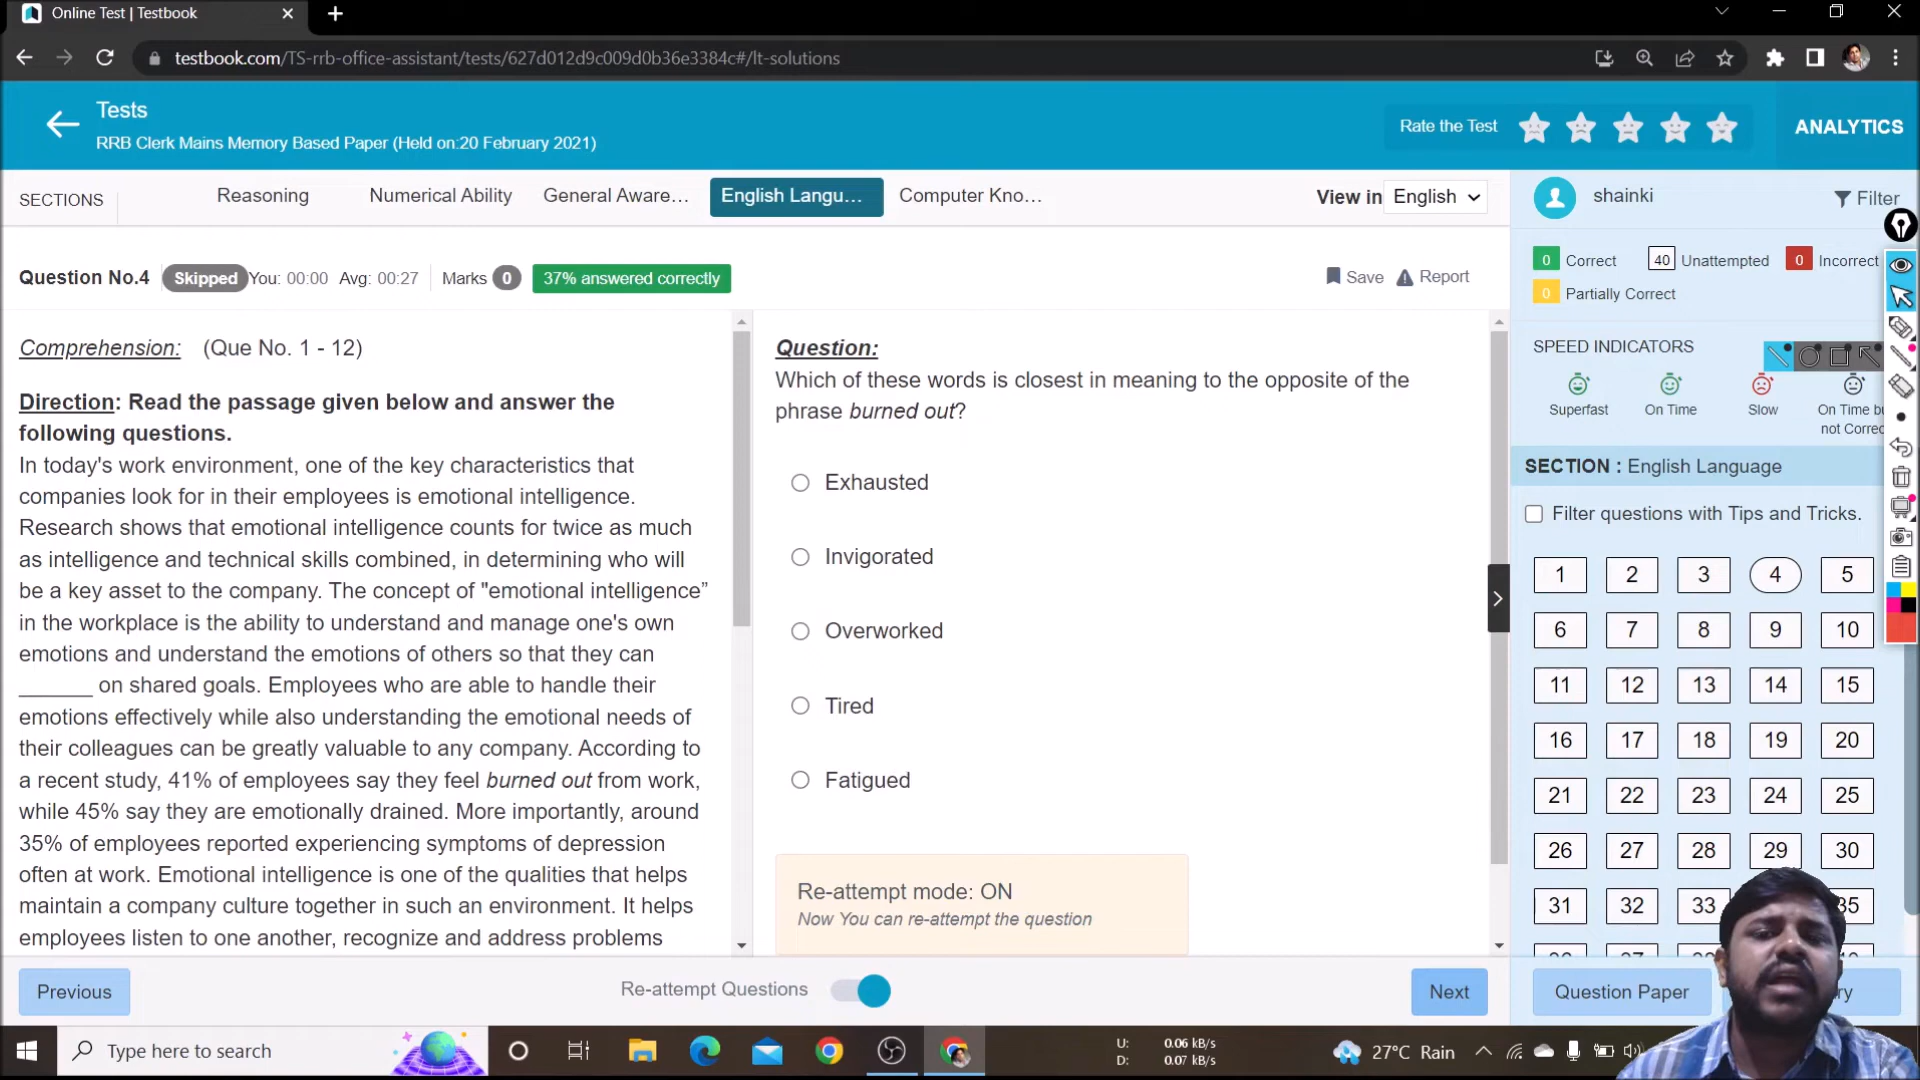 Online Test | Testbook
testbook.com/TS-rrb-office-assistant/tests/627d012d9c009d0b36e3384c#/lt-solutions
Tests
RRB Clerk Mains Memory Based Paper (Held on:20 February 2021)
Rate the Test
ANALYTICS
SECTIONS
Reasoning
Numerical Ability
General Aware...
English Langu...
Computer Kno...
View in
English
shainki
Filter
Question No.4
Skipped
You: 00:00
Avg: 00:27
Marks 0
37% answered correctly
Save
Report
0 Correct
40 Unattempted
0 Incorrect
0 Partially Correct
Comprehension: (Que No. 1 - 12)
Direction: Read the passage given below and answer the
following questions.
In today's work environment, one of the key characteristics that
companies look for in their employees is emotional intelligence.
Research shows that emotional intelligence counts for twice as much
as intelligence and technical skills combined, in determining who will
be a key asset to the company. The concept of "emotional intelligence”
in the workplace is the ability to understand and manage one's own
emotions and understand the emotions of others so that they can
______ on shared goals. Employees who are able to handle their
emotions effectively while also understanding the emotional needs of
their colleagues can be greatly valuable to any company. According to
a recent study, 41% of employees say they feel burned out from work,
while 45% say they are emotionally drained. More importantly, around
35% of employees reported experiencing symptoms of depression
often at work. Emotional intelligence is one of the qualities that helps
maintain a company culture together in such an environment. It helps
employees listen to one another, recognize and address problems
Question:
Which of these words is closest in meaning to the opposite of the
phrase burned out?
Exhausted
Invigorated
Overworked
Tired
Fatigued
Re-attempt mode: ON
Now You can re-attempt the question
SPEED INDICATORS
Superfast
On Time
Slow
On Time bu
not Correc
SECTION : English Language
Filter questions with Tips and Tricks.
1 2 3 4 5
6 7 8 9 10
11 12 13 14 15
16 17 18 19 20
21 22 23 24 25
26 27 28 29 30
31 32 33 35
Previous
Re-attempt Questions
Next
Question Paper
ry
Type here to search
U: 0.06 kB/s
D: 0.07 kB/s
27°C Rain